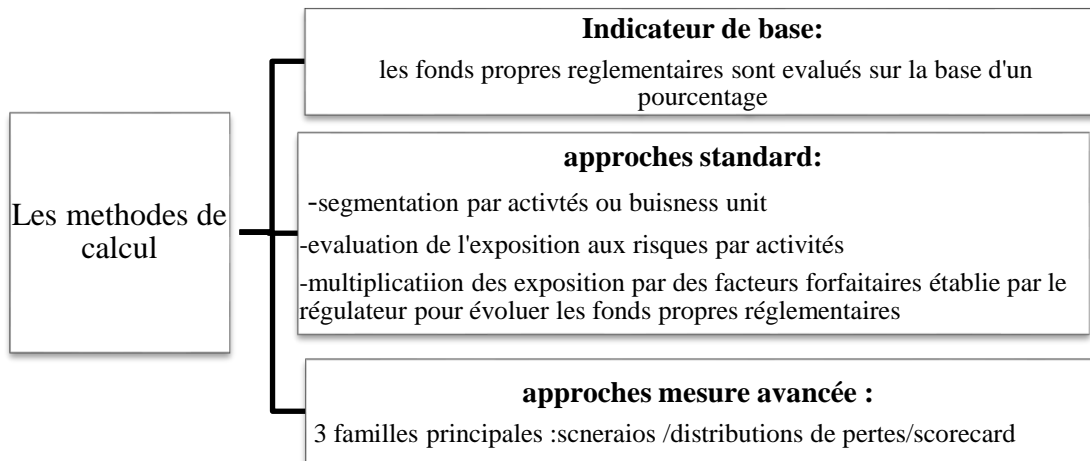 Indicateur de base:
les fonds propres reglementaires sont evalués sur la base d'un
pourcentage
Les methodes de
calcul
approches standard:
-segmentation par activtés ou buisness unit
-evaluation de l'exposition aux risques par activités
-multiplicatiion des exposition par des facteurs forfaitaires établie par le
régulateur pour évoluer les fonds propres réglementaires
approches mesure avancée :
3 familles principales :scneraios /distributions de pertes/scorecard